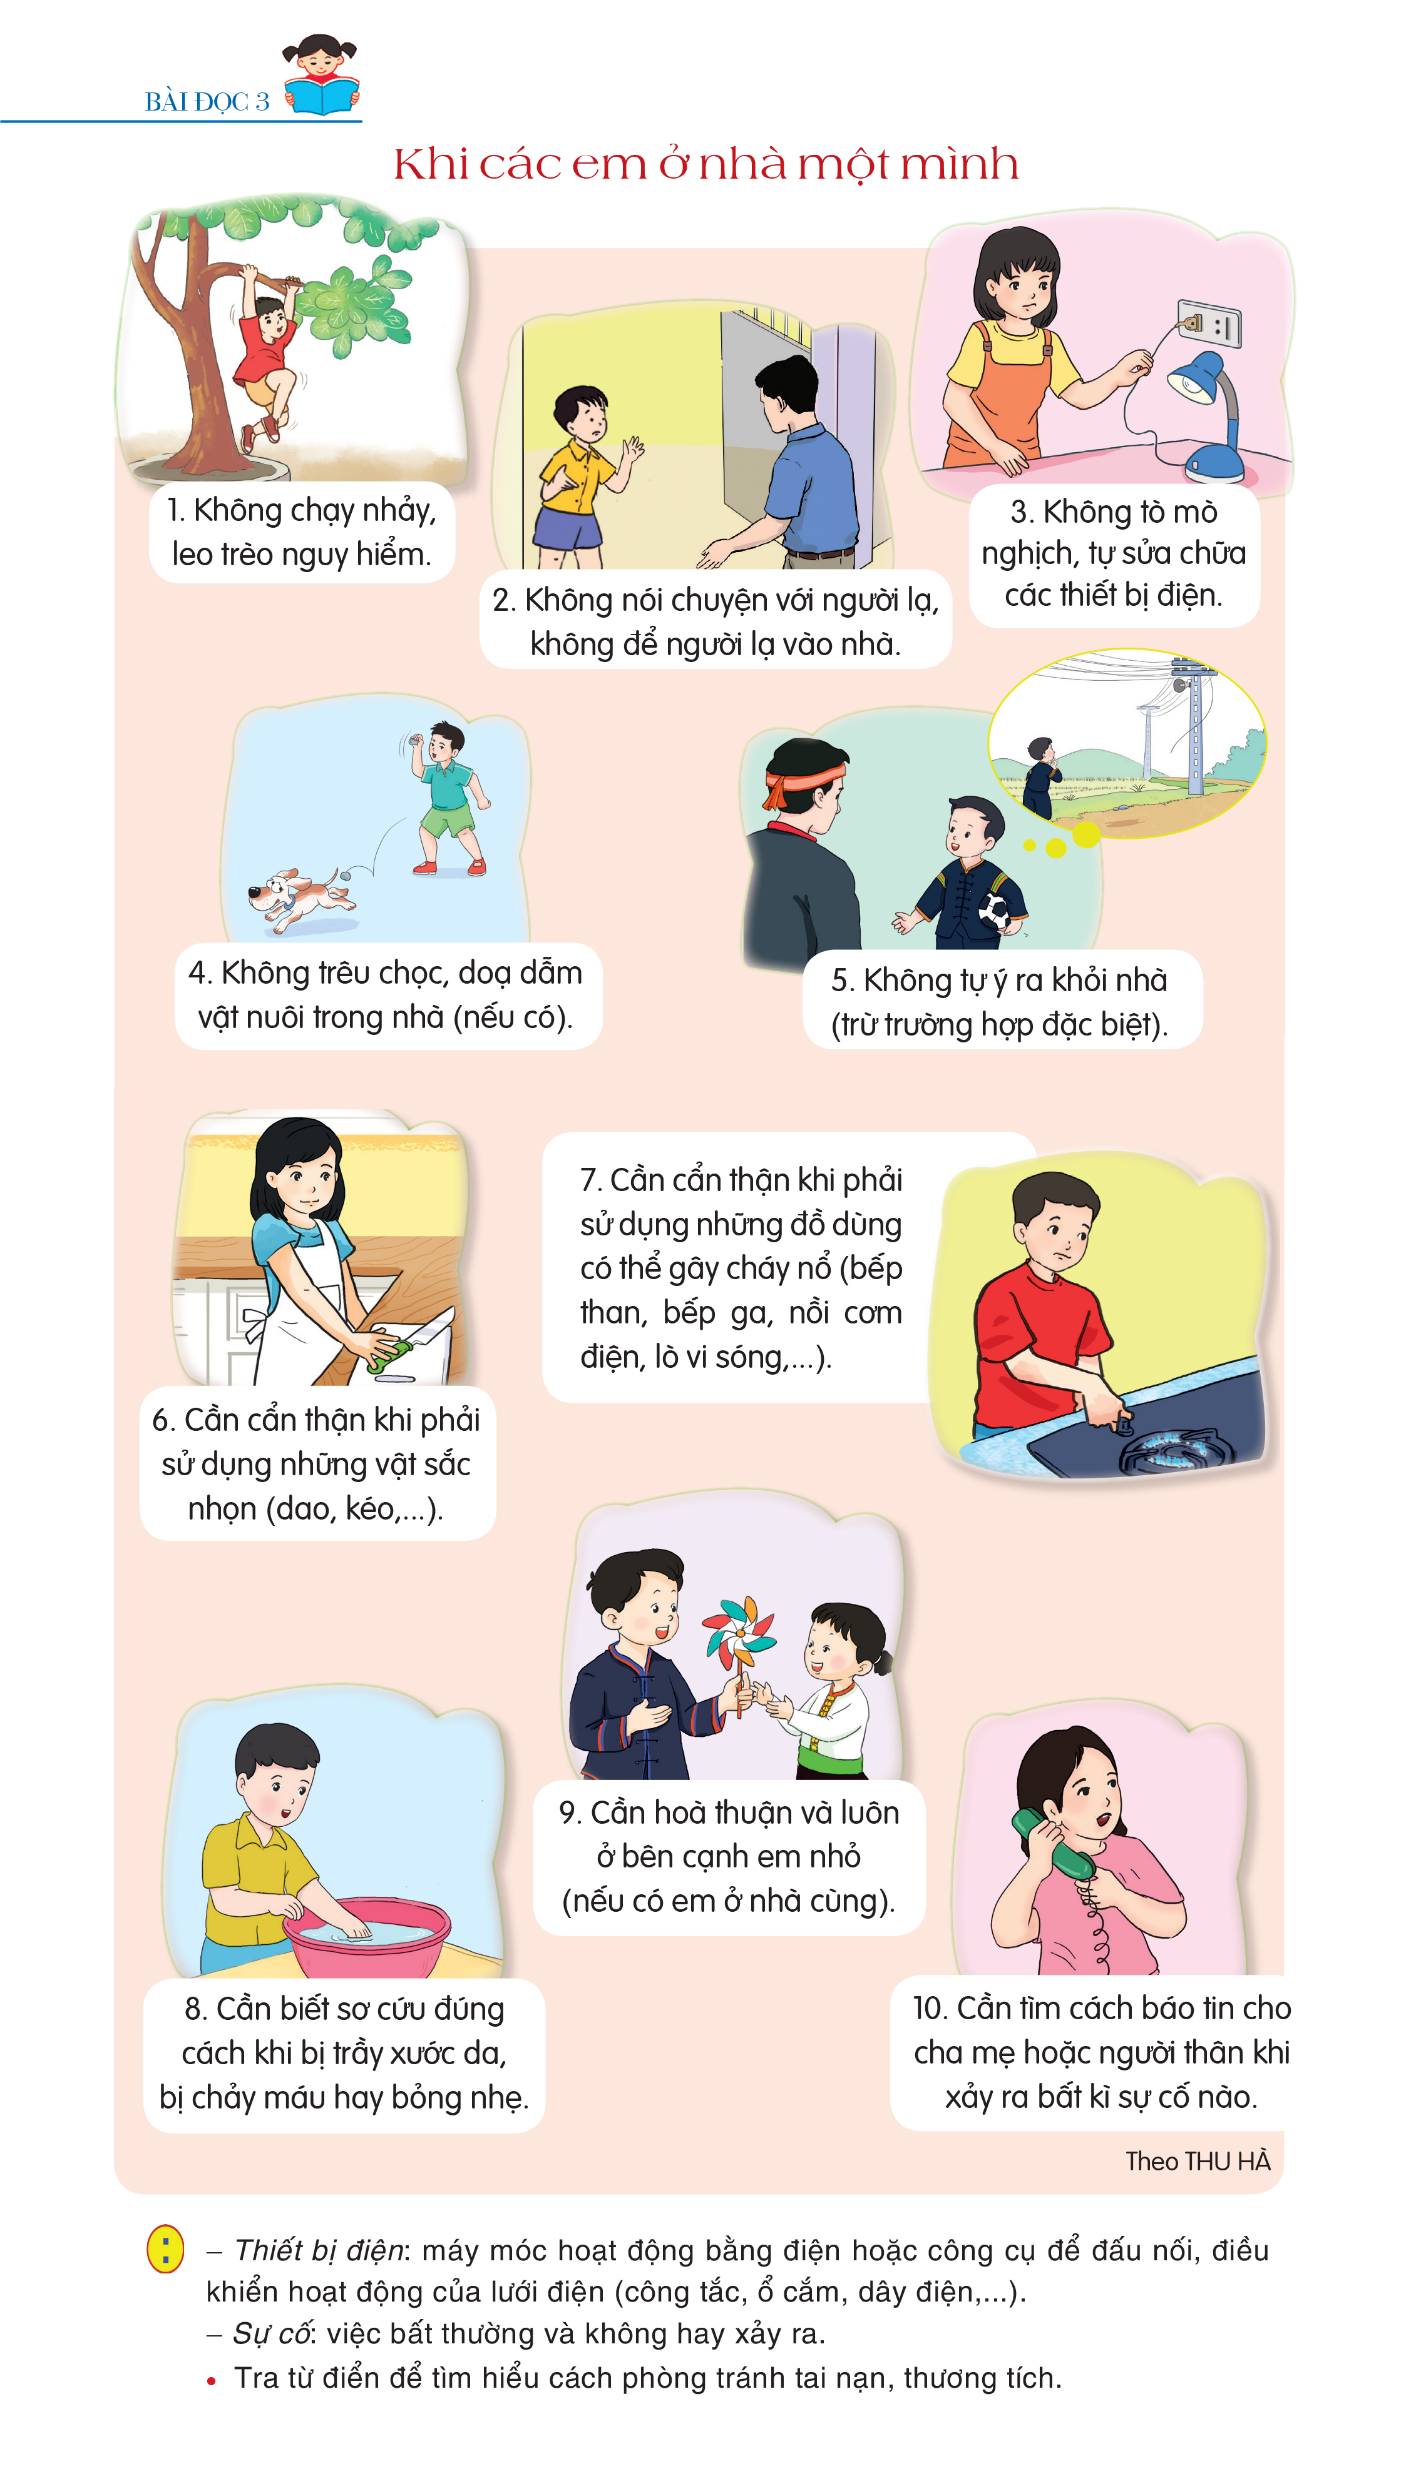 BÀI ĐỌC 3
Khi các em ở nhà một mình
1. Không chạy nhảy,
leo trèo nguy hiểm.
2. Không nói chuyện với người lạ,
không để người lạ vào nhà.
3. Không tò mò
nghịch, tự sửa chữa
các thiết bị điện.
4. Không trêu chọc, doạ dẫm
vật nuôi trong nhà (nếu có).
5. Không tự ý ra khỏi nhà
(trừ trường hợp đặc biệt).
6. Cần cẩn thận khi phải
sử dụng những vật sắc
nhọn (dao, kéo,...).
7. Cần cẩn thận khi phải
sử dụng những đồ dùng
có thể gây cháy nổ (bếp
than, bếp ga, nồi cơm
điện, lò vi sóng,...).
8. Cần biết sơ cứu đúng
cách khi bị trầy xước da,
bị chảy máu hay bỏng nhẹ.
9. Cần hoà thuận và luôn
ở bên cạnh em nhỏ
(nếu có em ở nhà cùng).
10. Cần tìm cách báo tin cho
cha mẹ hoặc người thân khi
xảy ra bất kì sự cố nào.
Theo THU HÀ
– Thiết bị điện: máy móc hoạt động bằng điện hoặc công cụ để đấu nối, điều
khiển hoạt động của lưới điện (công tắc, ổ cắm, dây điện,...).
– Sự cố: việc bất thường và không hay xảy ra.
• Tra từ điển để tìm hiểu cách phòng tránh tai nạn, thương tích.